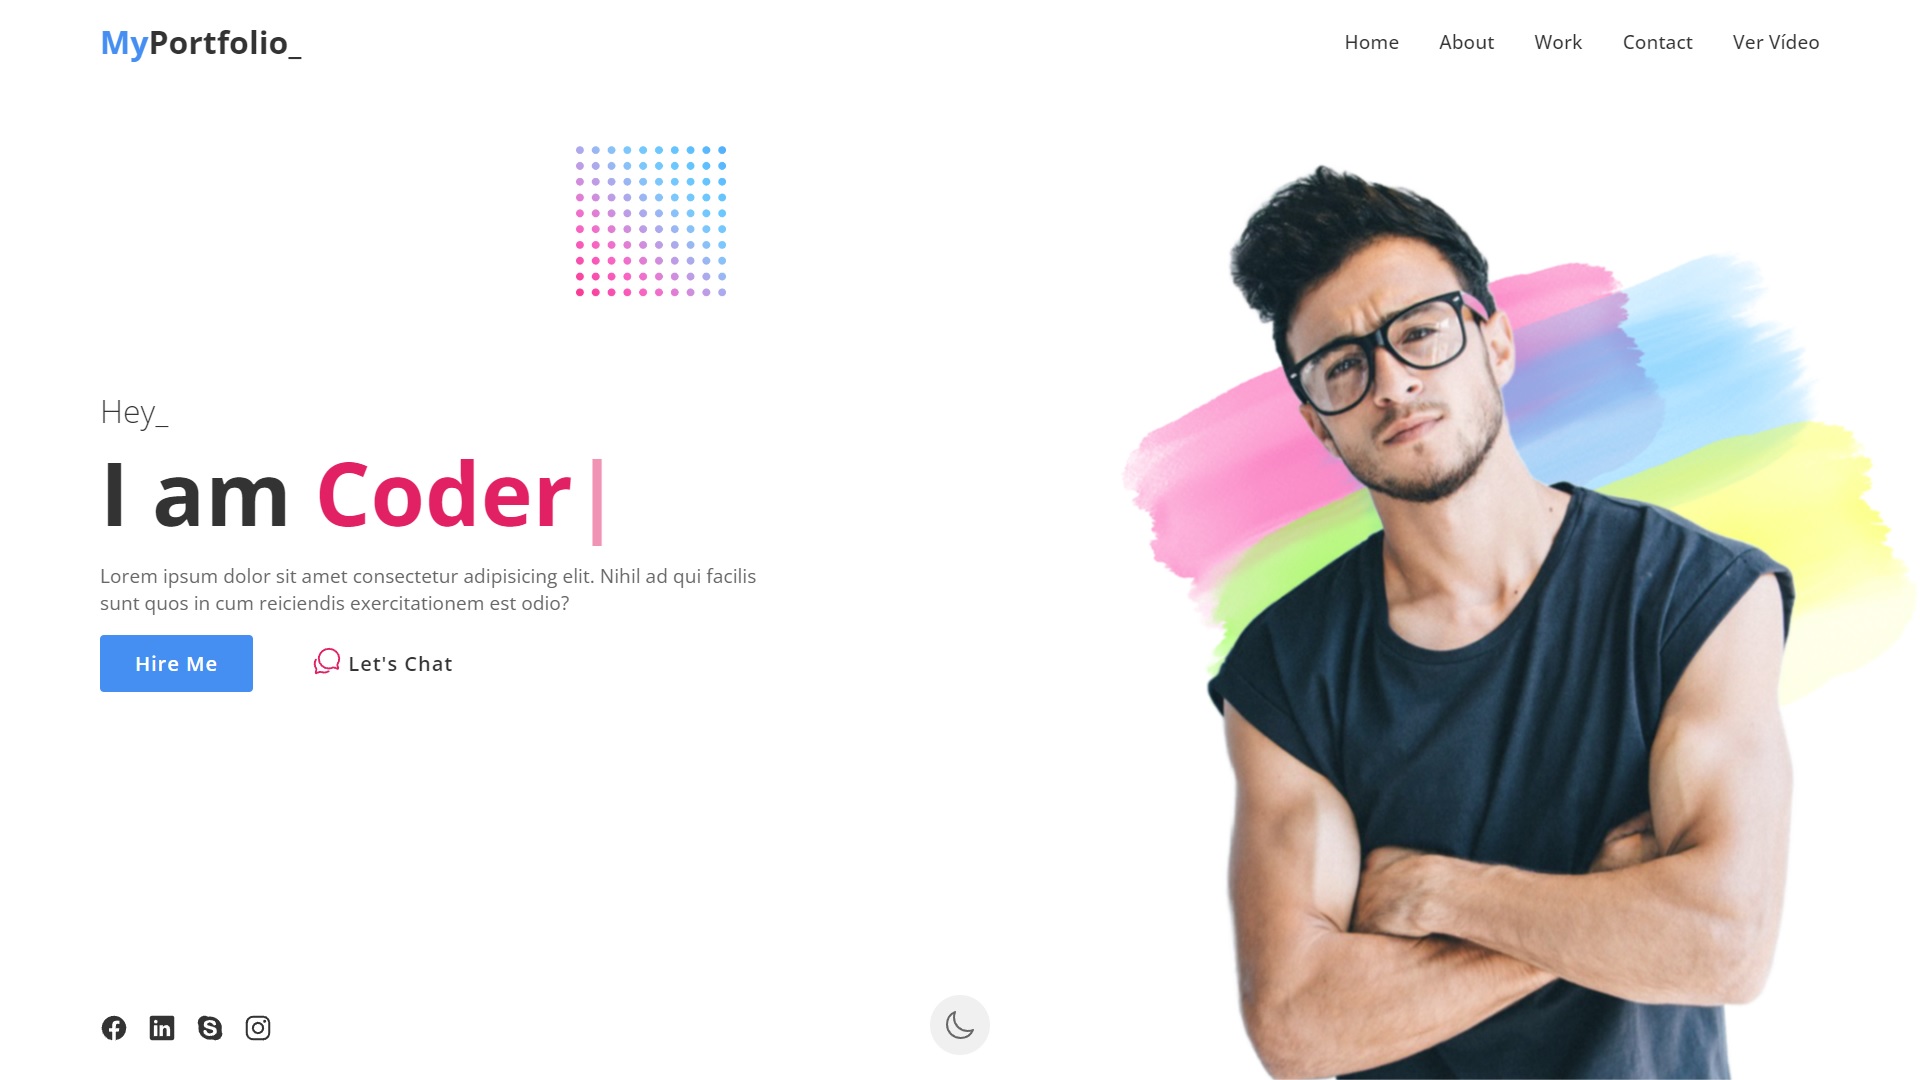 MyPortfolio_
Home About Work Contact Ver Vídeo
Hey_
I am Coder|
Lorem ipsum dolor sit amet consectetur adipisicing elit. Nihil ad qui facilis
sunt quos in cum reiciendis exercitationem est odio?
Hire Me Let's Chat